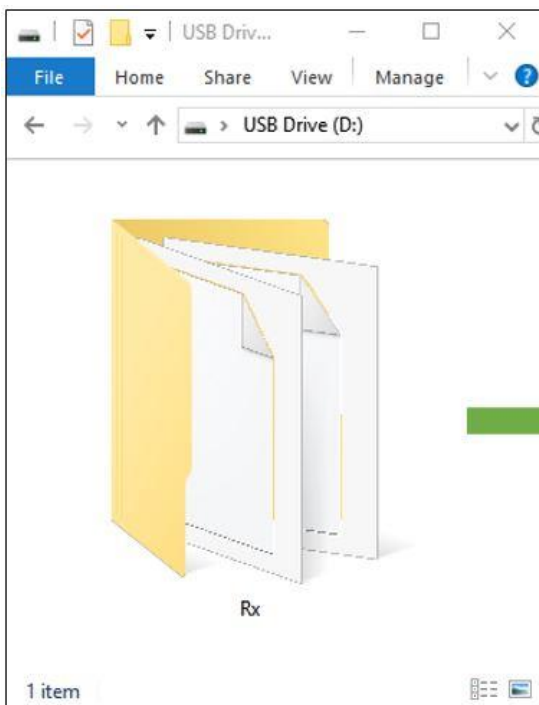 USB Driv...
File Home Share View Manage
USB Drive (D:)
Rx
1 item